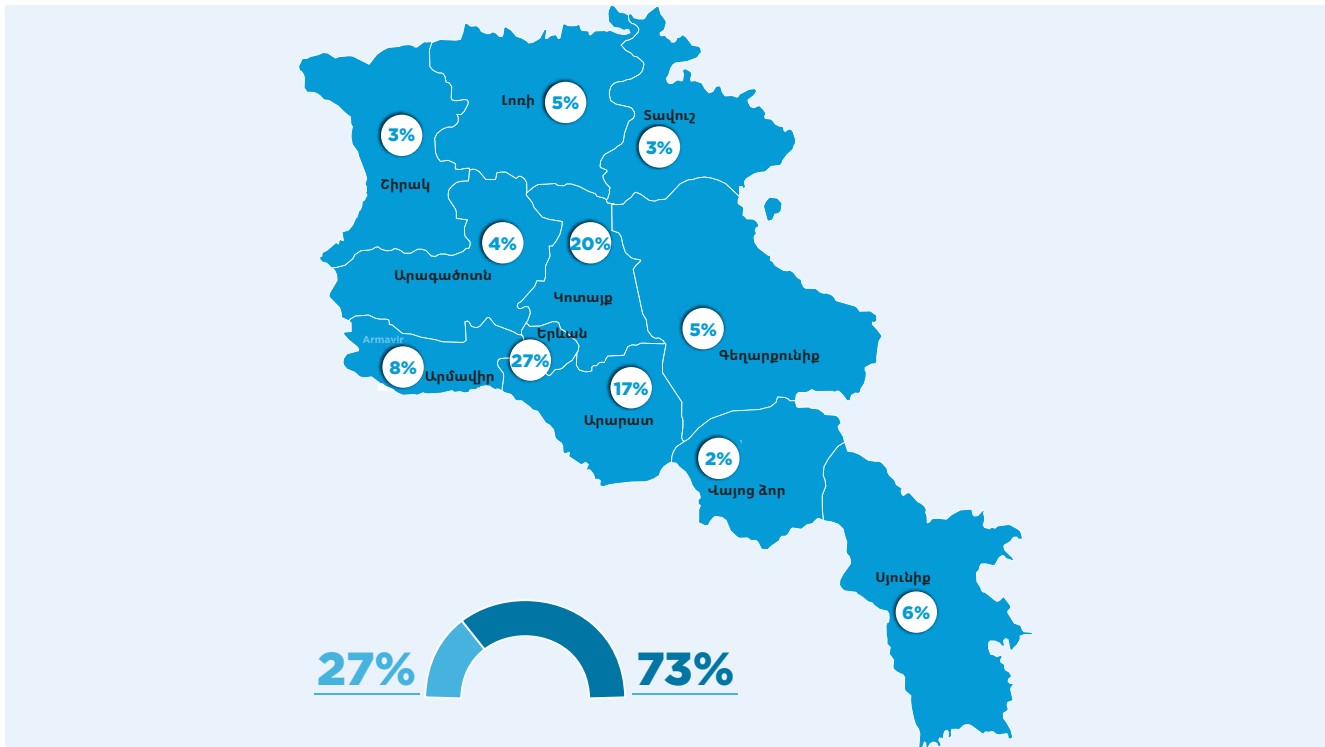 Լոռի
5%
Տավուշ
3%
3%
Շիրակ
4%
Արագածոտն
20%
Կոտայք
Երևան
27%
5%
Գեղարքունիք
Armavir
8%
Արմավիր
17%
Արարատ
2%
Վայոց ձոր
Սյունիք
6%
27%
73%